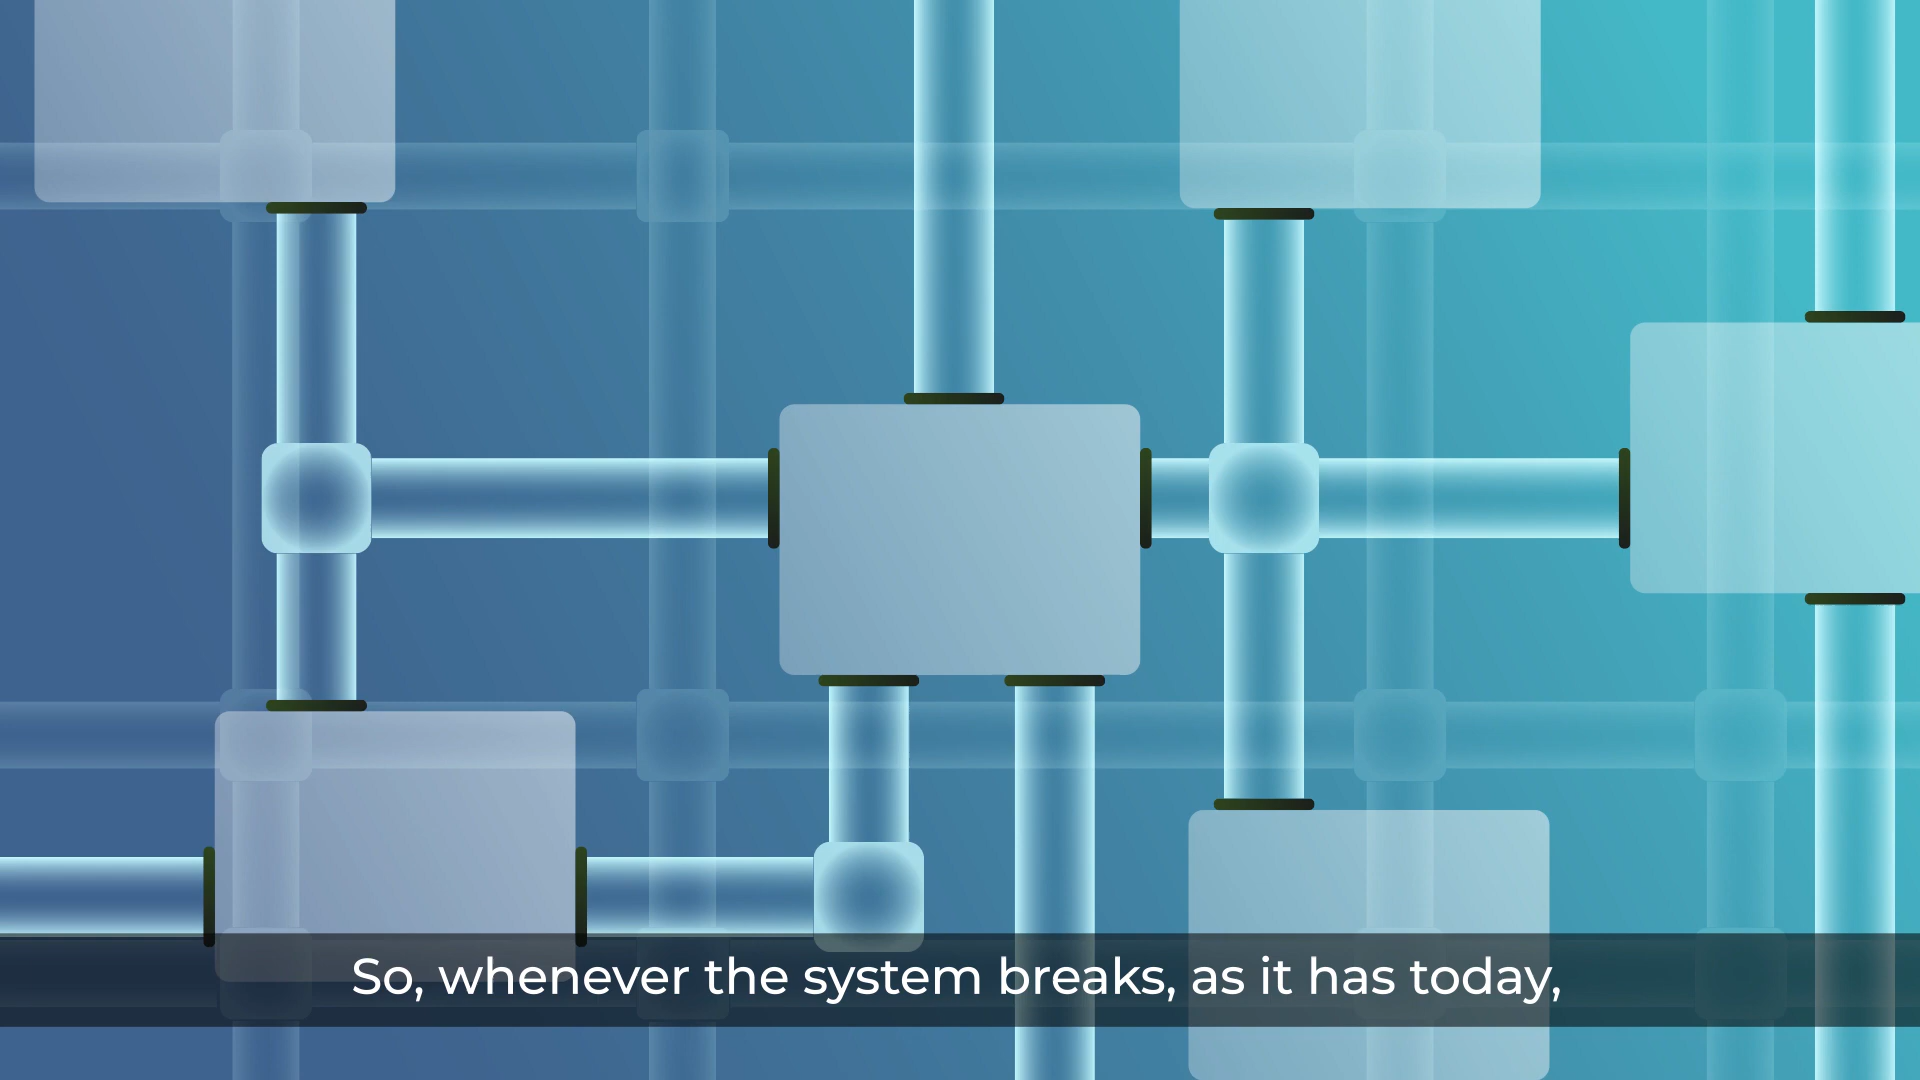 So, whenever the system breaks, as it has today,